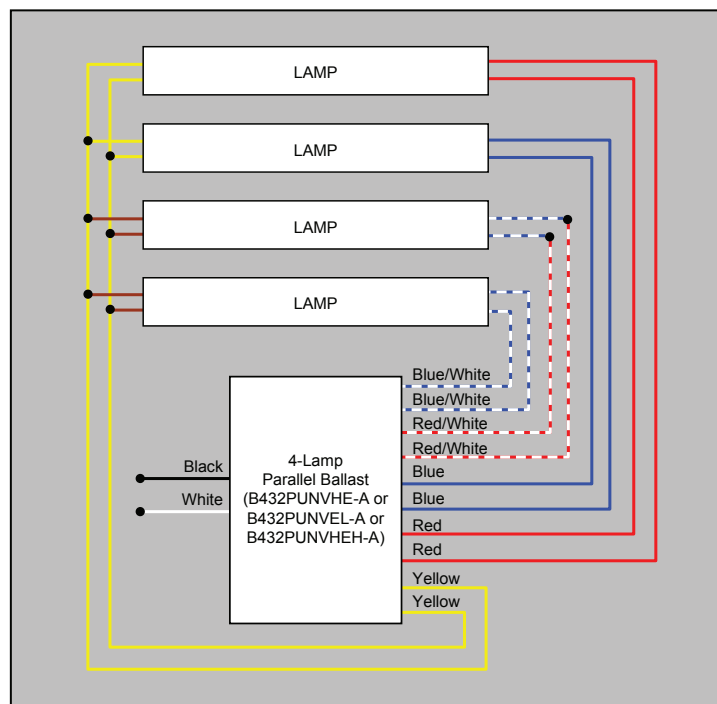 LAMP
LAMP
LAMP
LAMP
Blue/White
Blue/White
Red/White
Red/White
Blue
Blue
Red
Red
Yellow
Yellow
Black
White
4-Lamp
Parallel Ballast
(B432PUNVHE-A or
B432PUNVEL-A or
B432PUNVHEH-A)